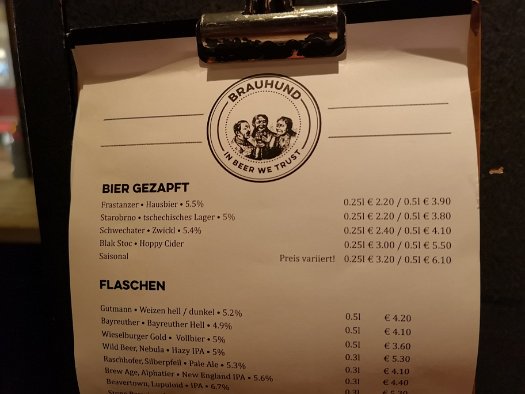 BRAUHUND
IN BEER WE TRUST
BIER GEZAPFT
Frastanzer • Hausbier • 5.5% 0.25l € 2.20 / 0.5l € 3.90
Starobrno • tschechisches Lager • 5% 0.25l € 2.20 / 0.5l € 3.80
Schwechater • Zwickl • 5.4% 0.25l € 2.40 / 0.5l € 4.10
Blak Stoc • Hoppy Cider 0.25l € 3.00 / 0.5l € 5.50
Saisonal Preis variiert! 0.25l € 3.20 / 0.5l € 6.10
FLASCHEN
Gutmann • Weizen hell / dunkel • 5.2% 0.5l € 4.20
Bayreuther • Bayreuther Hell • 4.9% 0.5l € 4.10
Wieselburger Gold • Vollbier • 5% 0.5l € 3.60
Wild Beer, Nebula • Hazy IPA • 5% 0.3l € 5.30
Raschhofer, Silberpfeil • Pale Ale • 5.3% 0.3l € 4.10
Brew Age, Alphatier • New England IPA • 5.6% 0.3l € 4.40
Beavertown, Lupuloid • IPA • 6.7% 0.3l